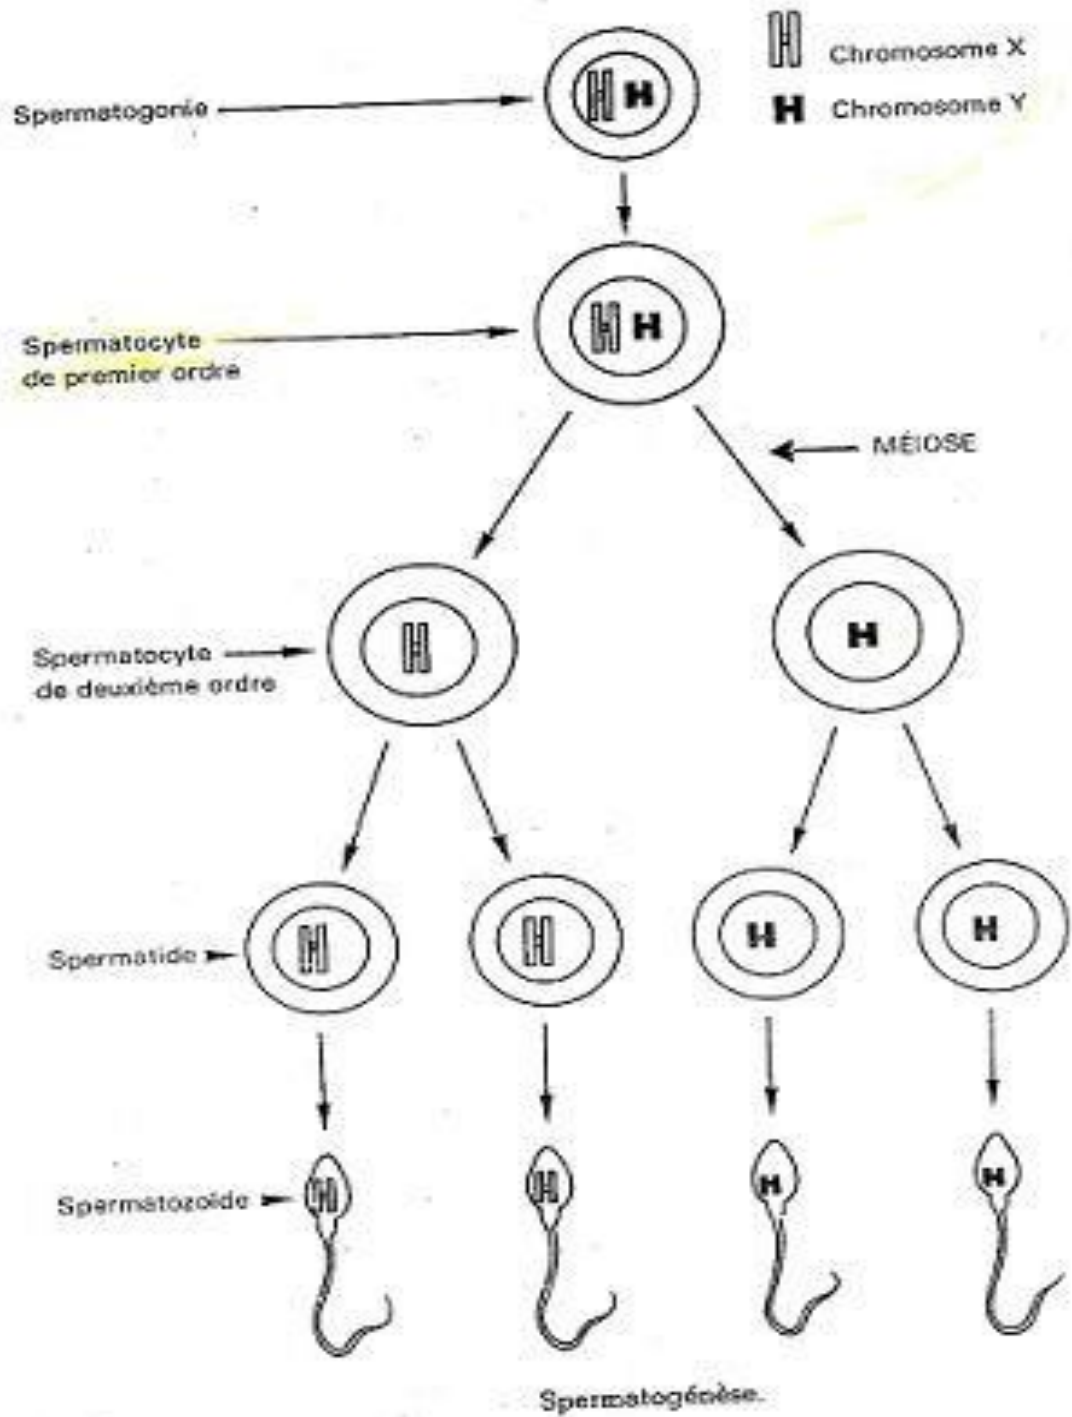 Chromosome X
Spermatogonie
Chromosome Y
Spermatocyte
de premier ordre
MÉIOSE
Spermatocyte
de deuxième ordre
Spermatide
Spermatozoïde
Spermatogénèse.